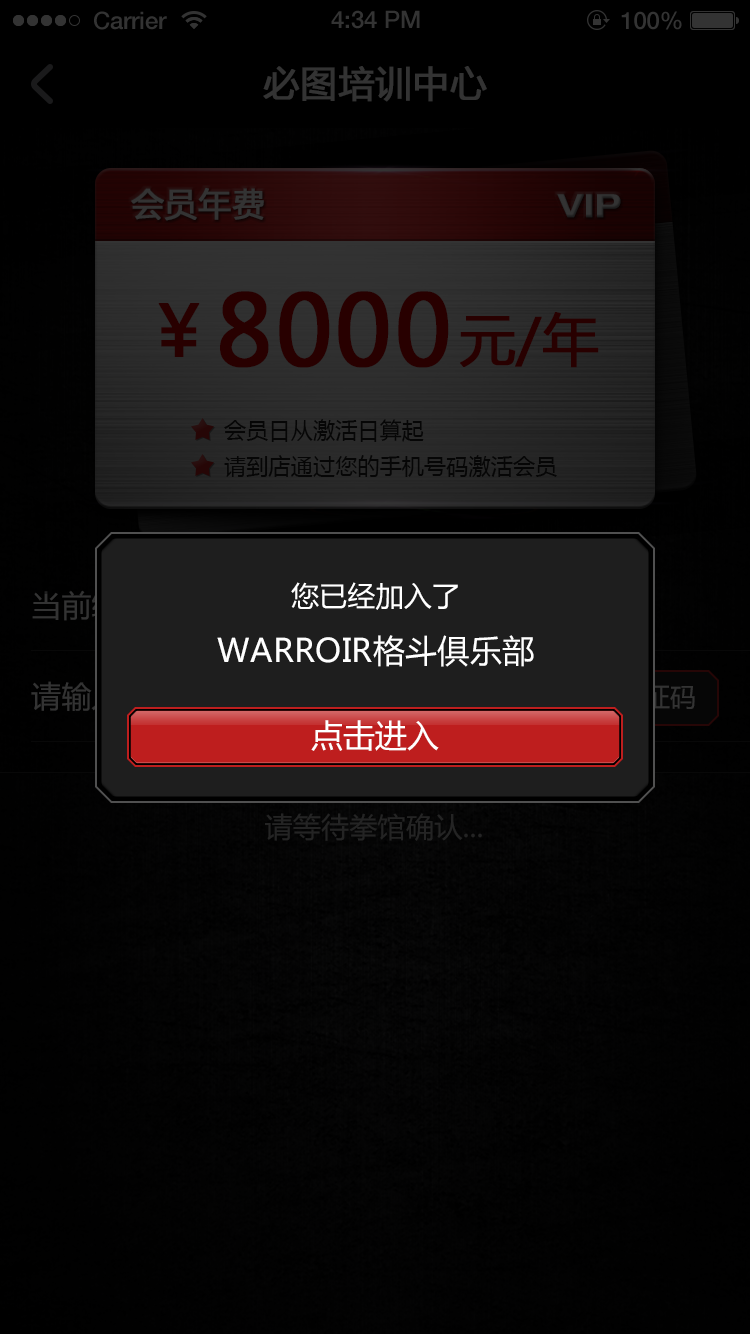 Carrier
4:34 PM
100%
必图培训中心
会员年费
VIP
¥8000元/年
会员日从激活日算起
请到店通过您的手机号码激活会员
您已经加入了
当前
WARROIR格斗俱乐部
请输
证码
点击进入
请等待拳馆确认...